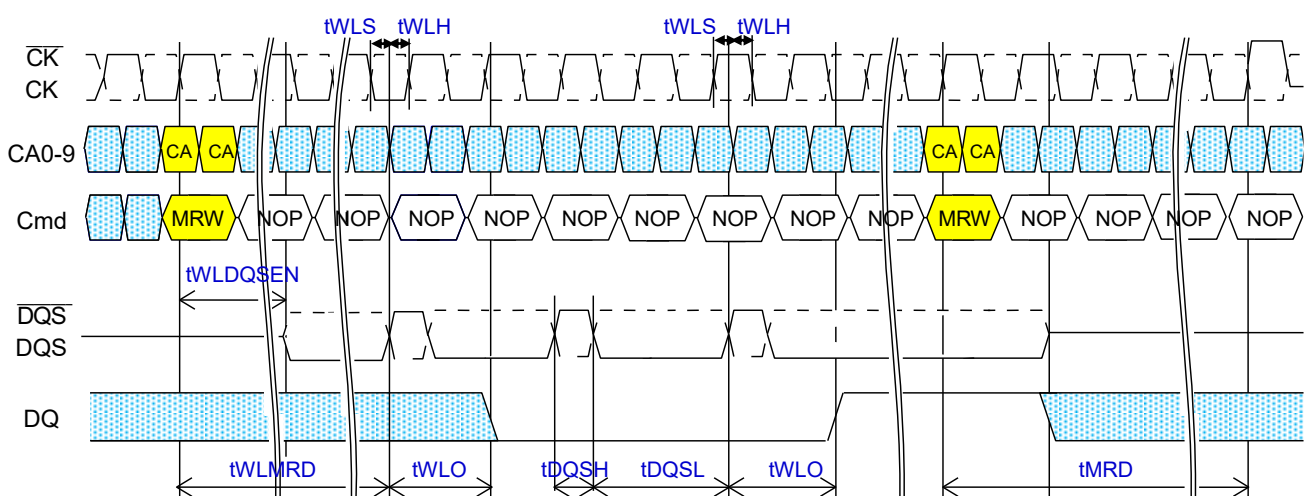 tWLS tWLH tWLS tWLH
CK
CK
CA0-9 CA CA CA CA
Cmd MRW NOP NOP NOP NOP NOP NOP NOP NOP NOP MRW NOP NOP NOP NOP
tWLDQSEN
DQS
DQS
DQ
tWLMRD tWLO tDQSH tDQSL tWLO tMRD